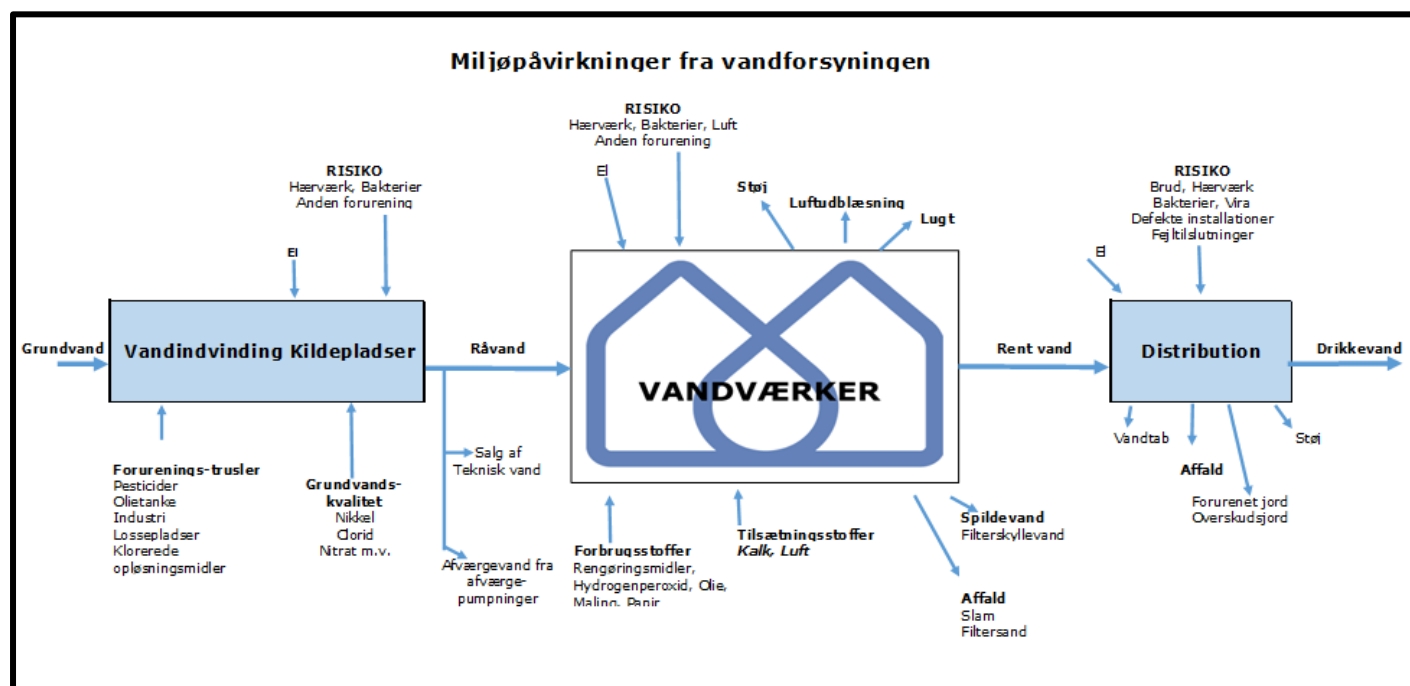 Miljøpåvirkninger fra vandforsyningen
RISIKO
Hærværk, Bakterier
Anden forurening
El
Grundvand
Vandindvinding Kildepladser
Råvand
Forurenings-trusler
Pesticider
Olietanke
Industri
Lossepladser
Klorerede
opløsningsmidler
Grundvands-
kvalitet
Nikkel
Clorid
Nitrat m.v.
Salg af
Teknisk vand
Afværgevand fra
afværge-
pumpninger
RISIKO
Hærværk, Bakterier, Luft
Anden forurening
El
Støj
Luftudblæsning
Lugt
VANDVÆRKER
Rent vand
Forbrugsstoffer
Rengøringsmidler,
Hydrogenperoxid, Olie,
Maling, Papir
Tilsætningsstoffer
Kalk, Luft
Spildevand
Filterskyllevand
Affald
Slam
Filtersand
RISIKO
Brud, Hærværk
Bakterier, Vira
Defekte installationer
Fejltilslutninger
El
Distribution
Drikkevand
Vandtab
Affald
Støj
Forurenet jord
Overskudsjord